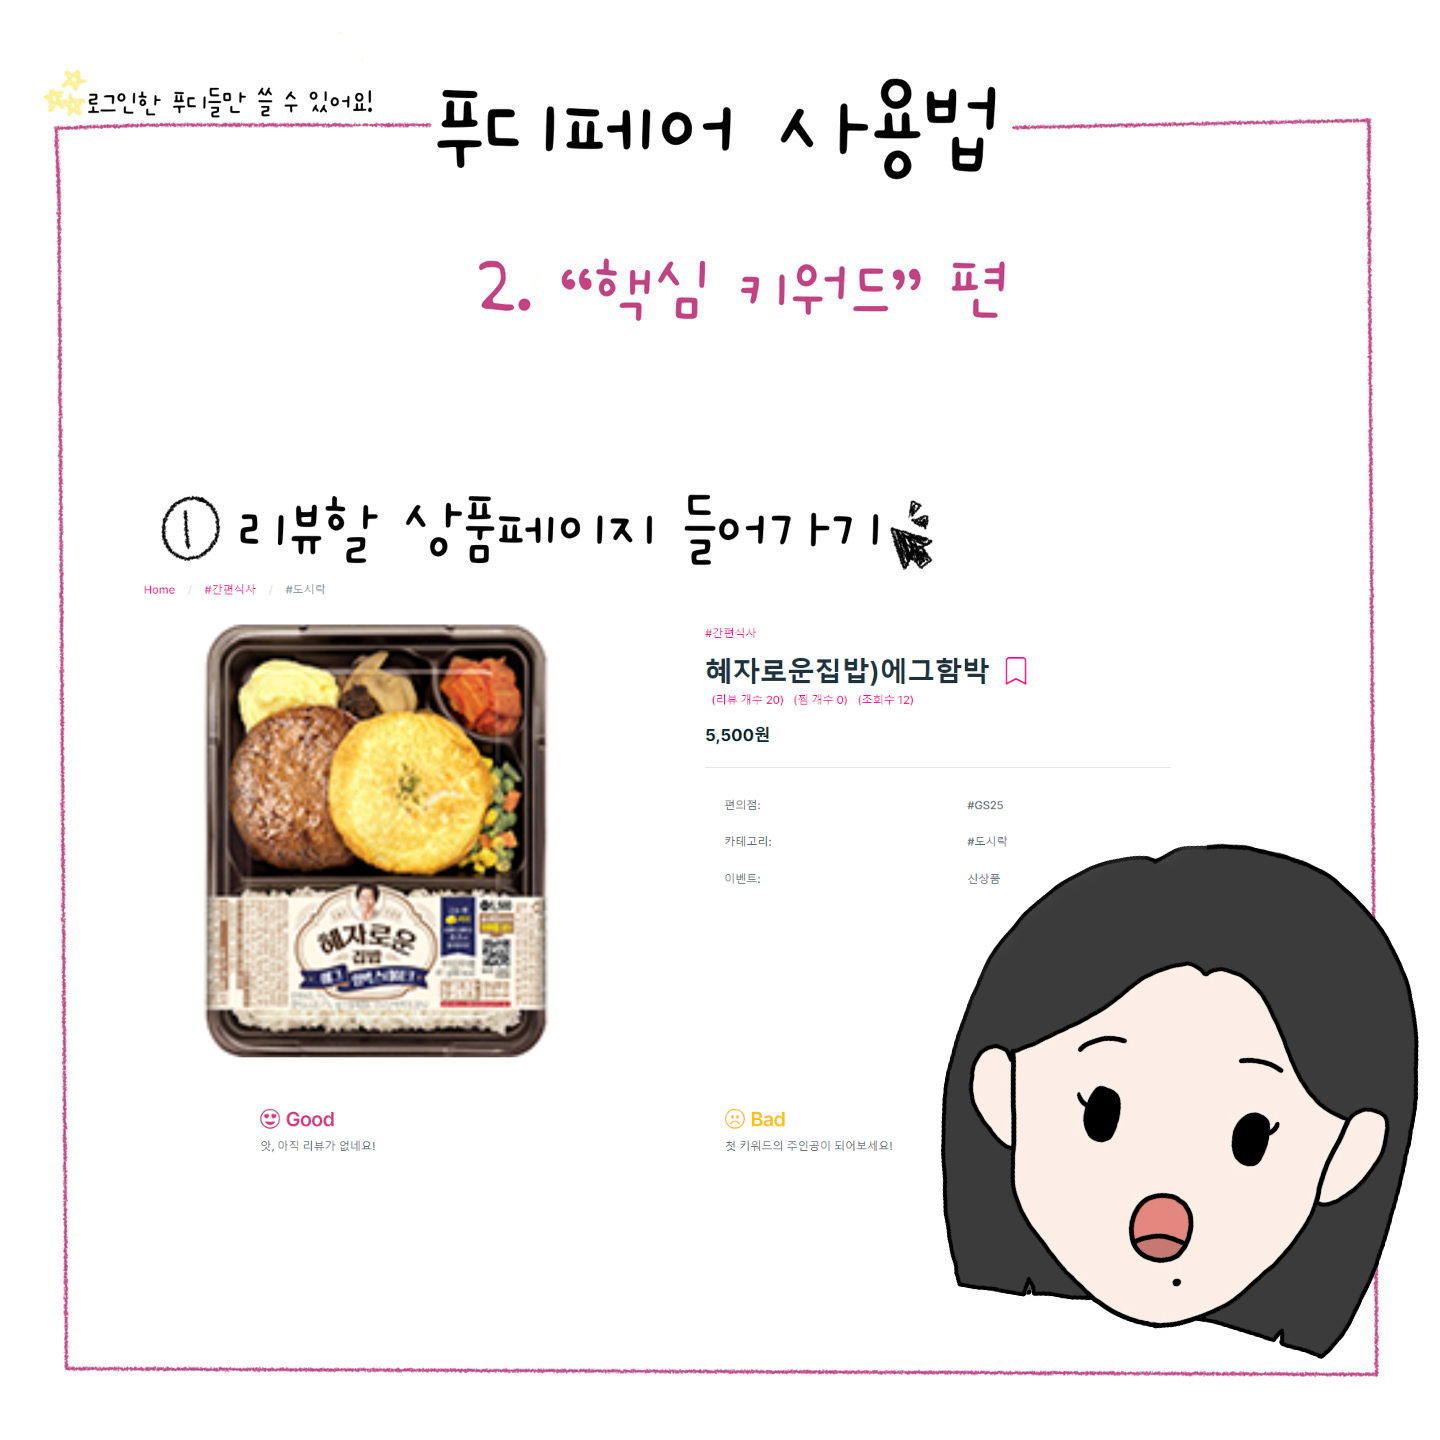 로그인한 푸디들만 쓸 수 있어요!
푸디페어 사용법
2. “핵심 키워드” 편
① 리뷰할 상품페이지 들어가기
Home / #간편식사 / #도시락
#간편식사
혜자로운집밥)에그함박
(리뷰 개수 20) (찜 개수 0) (조회수 12)
5,500원
편의점: #GS25
카테고리: #도시락
이벤트: 신상품
혜자로운
집밥
Good
앗, 아직 리뷰가 없네요!
Bad
첫 키워드의 주인공이 되어보세요!